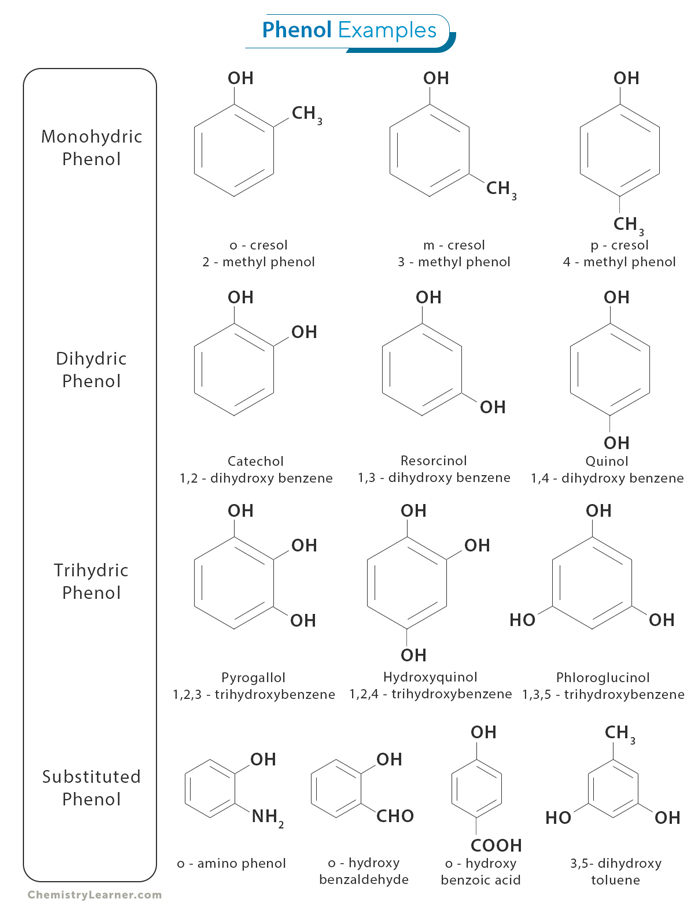 Phenol Examples
Monohydric
Phenol
OH
CH3
o - cresol
2 - methyl phenol
OH
CH3
m - cresol
3 - methyl phenol
OH
CH3
p - cresol
4 - methyl phenol
Dihydric
Phenol
OH
OH
Catechol
1,2 - dihydroxy benzene
OH
OH
Resorcinol
1,3 - dihydroxy benzene
OH
OH
Quinol
1,4 - dihydroxy benzene
Trihydric
Phenol
OH
OH
OH
Pyrogallol
1,2,3 - trihydroxybenzene
OH
OH
OH
Hydroxyquinol
1,2,4 - trihydroxybenzene
OH
HO
OH
Phloroglucinol
1,3,5 - trihydroxybenzene
Substituted
Phenol
OH
NH2
o - amino phenol
OH
CHO
o - hydroxy
benzaldehyde
OH
COOH
o - hydroxy
benzoic acid
CH3
HO
OH
3,5- dihydroxy
toluene
ChemistryLearner.com